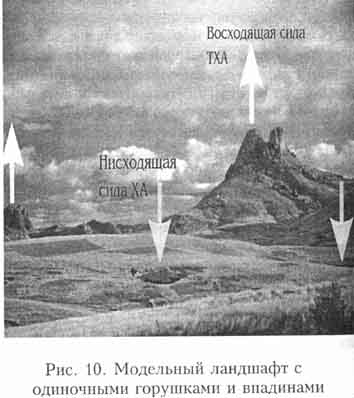 Восходящая сила
ТХА
Нисходящая
сила ХА
Рис. 10. Модельный ландшафт с
одиночными горушками и впадинами